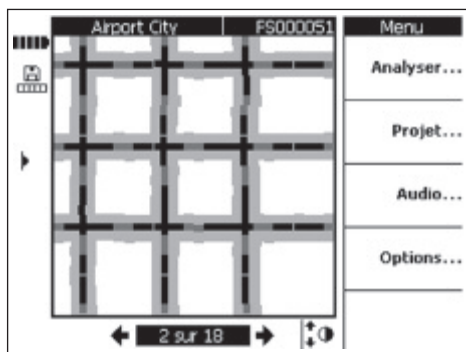 Airport City FS000051 Menu
Analyser...
Projet...
Audio...
Options...
2 sur 18